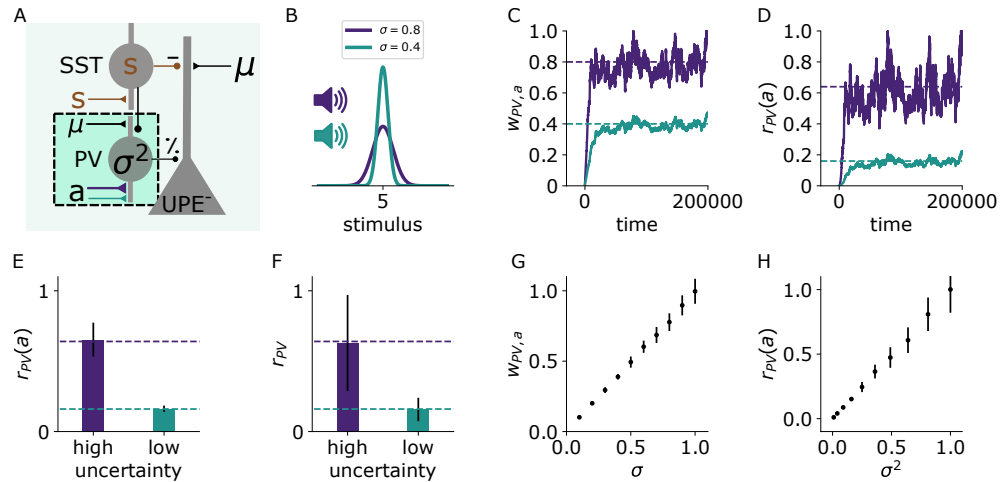 A
SST
s
−
μ
s
μ
PV
σ²
٪
a
UPE⁻
B
σ = 0.8
σ = 0.4
5
stimulus
C
1.0
0.8
0.6
0.4
0.2
0
w_PV,a
0
200000
time
D
1.0
0.8
0.6
0.4
0.2
0
r_PV(a)
0
200000
time
E
1
0
r_PV(a)
high
low
uncertainty
F
1
0
r_PV
high
low
uncertainty
G
1.0
0.5
0.0
w_PV,a
0.0
0.5
1.0
σ
H
1.0
0.5
0.0
r_PV(a)
0.0
0.5
1.0
σ²